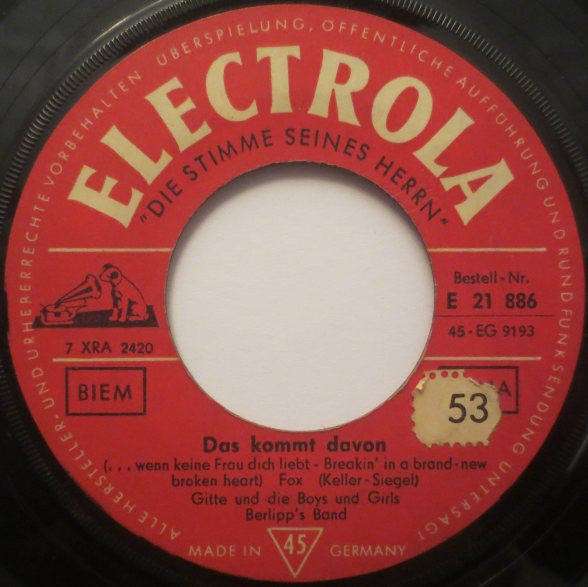 ALLE HERSTELLER- UND URHEBERRECHTE VORBEHALTEN ÜBERSPIELUNG, ÖFFENTLICHE AUFFÜHRUNG UND RUNDFUNKSENDUNG UNTERSAGT
ELECTROLA
"DIE STIMME SEINES HERRN"
Bestell-Nr.
E 21 886
7 XRA 2420
45-EG 9193
BIEM
53
Das kommt davon
(... wenn keine Frau dich liebt - Breakin' in a brand-new
broken heart) Fox (Keller-Siegel)
Gitte und die Boys und Girls
Berlipp's Band
MADE IN 45 GERMANY